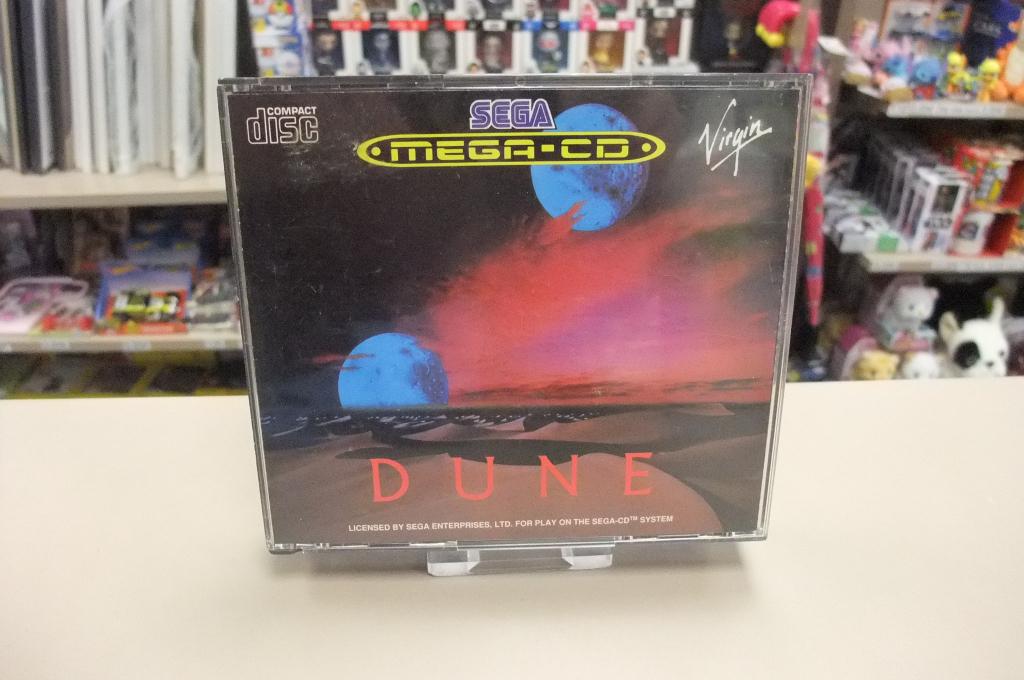 COMPACT
disc
SEGA
MEGA-CD
Virgin
DUNE
LICENSED BY SEGA ENTERPRISES, LTD. FOR PLAY ON THE SEGA-CD™ SYSTEM